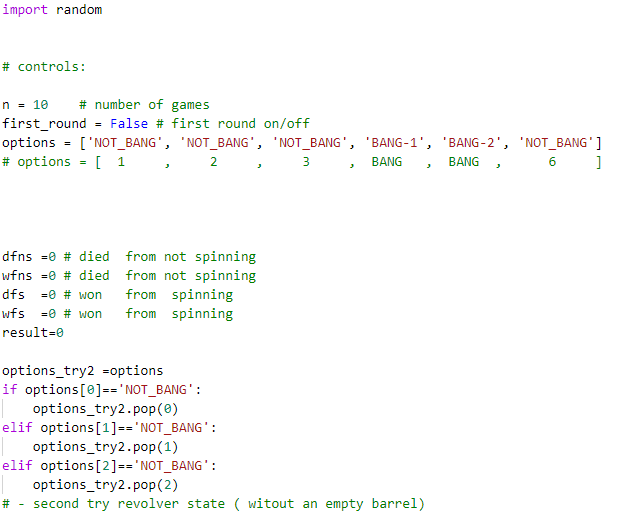 import random
# controls:
n = 10    # number of games
first_round = False # first round on/off
options = ['NOT_BANG', 'NOT_BANG', 'NOT_BANG', 'BANG-1', 'BANG-2', 'NOT_BANG']
# options = [  1     ,     2     ,     3     ,  BANG   ,  BANG  ,      6     ]
dfns =0 # died  from not spinning
wfns =0 # died  from not spinning
dfs  =0 # won   from  spinning
wfs  =0 # won   from  spinning
result=0
options_try2 =options
if options[0]=='NOT_BANG':
    options_try2.pop(0)
elif options[1]=='NOT_BANG':
    options_try2.pop(1)
elif options[2]=='NOT_BANG':
    options_try2.pop(2)
# - second try revolver state ( witout an empty barrel)